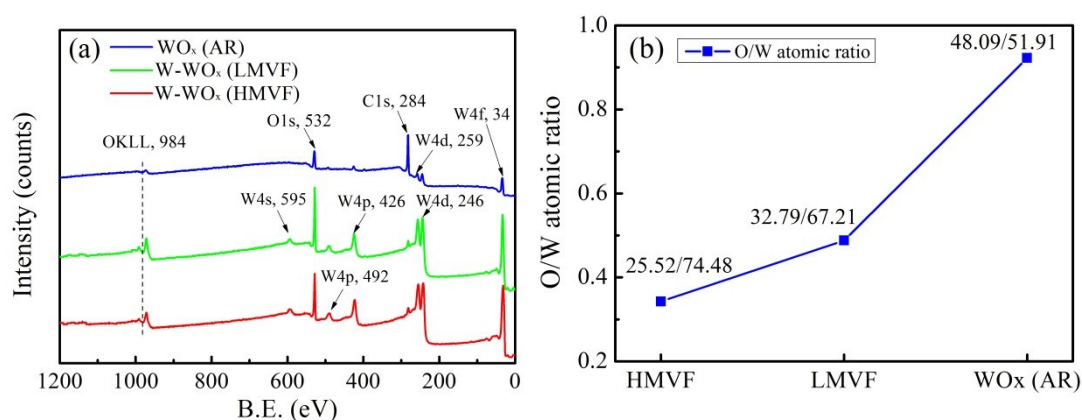 (a)
WOₓ (AR)
W-WOₓ (LMVF)
W-WOₓ (HMVF)
OKLL, 984
O1s, 532
C1s, 284
W4d, 259
W4f, 34
W4s, 595
W4p, 426
W4d, 246
W4p, 492
Intensity (counts)
1200 1000 800 600 400 200 0
B.E. (eV)
(b)
O/W atomic ratio
48.09/51.91
32.79/67.21
25.52/74.48
O/W atomic ratio
1.0
0.8
0.6
0.4
0.2
HMVF LMVF WOx (AR)